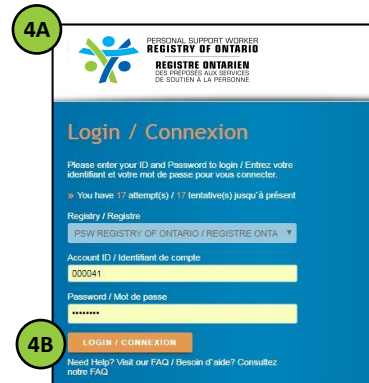 4A
PERSONAL SUPPORT WORKER
REGISTRY OF ONTARIO
REGISTRE ONTARIEN
DES PRÉPOSÉS AUX SERVICES
DE SOUTIEN À LA PERSONNE
Login / Connexion
Please enter your ID and Password to login / Entrez votre
identifiant et votre mot de passe pour vous connecter.
» You have 17 attempt(s) / 17 tentative(s) jusqu'à présent
Registry / Registre
PSW REGISTRY OF ONTARIO / REGISTRE ONTA
Account ID / Identifiant de compte
000041
Password / Mot de passe
••••••••
4B
LOGIN / CONNEXION
Need Help? Visit our FAQ / Besoin d'aide? Consultez
notre FAQ